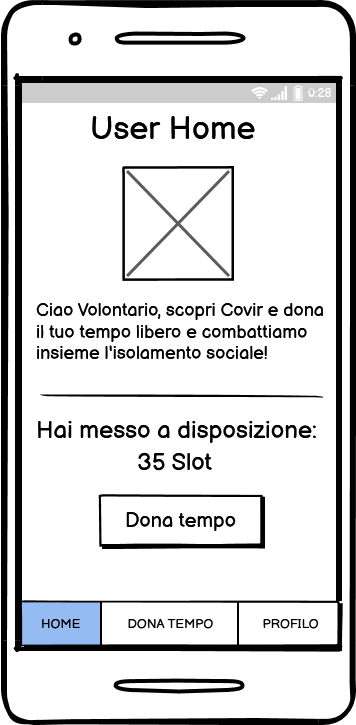 0:28
User Home
Ciao Volontario, scopri Covir e dona
il tuo tempo libero e combattiamo
insieme l'isolamento sociale!
Hai messo a disposizione:
35 Slot
Dona tempo
HOME
DONA TEMPO
PROFILO